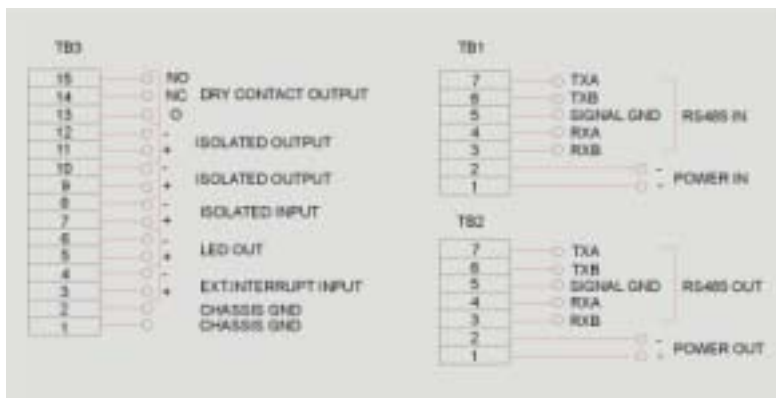 TB3
15 NO
14 NC DRY CONTACT OUTPUT
13 O
12 -
11 + ISOLATED OUTPUT
10 -
9 + ISOLATED OUTPUT
8 -
7 + ISOLATED INPUT
6 -
5 + LED OUT
4 -
3 + EXT.INTERRUPT INPUT
2 CHASSIS GND
1 CHASSIS GND
TB1
7 TXA
6 TXB
5 SIGNAL GND RS485 IN
4 RXA
3 RXB
2 -
1 POWER IN
TB2
7 TXA
6 TXB
5 SIGNAL GND RS485 OUT
4 RXA
3 RXB
2 -
1 + POWER OUT